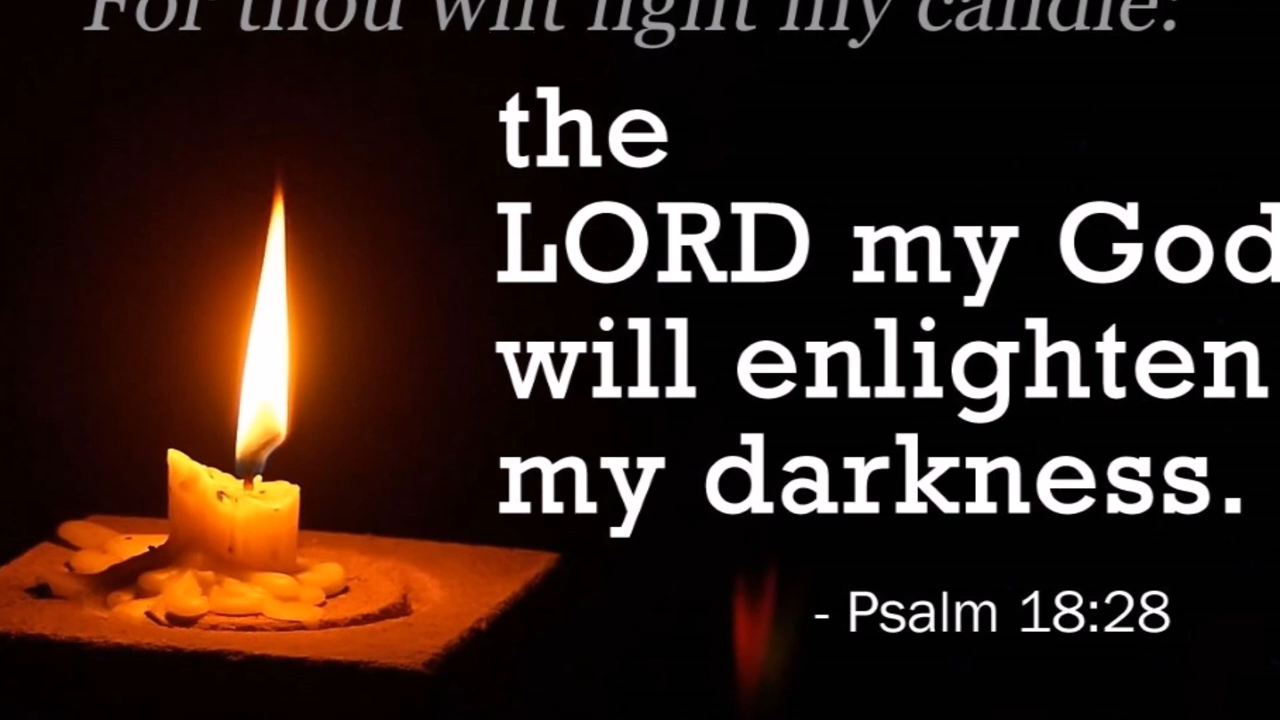 For thou wilt light my candle:
the
LORD my God
will enlighten
my darkness.
- Psalm 18:28